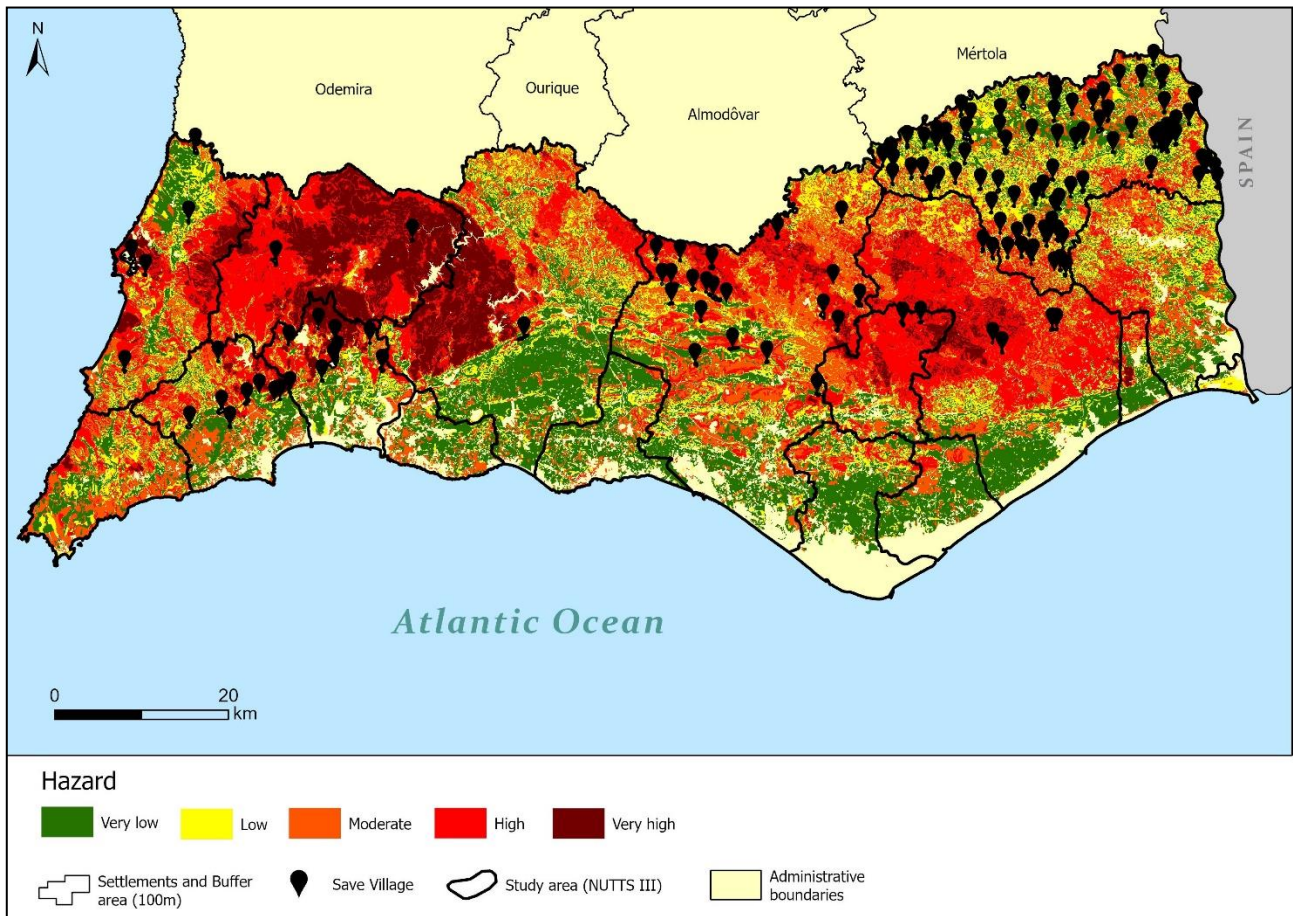 N
Odemira
Ourique
Almodôvar
Mértola
SPAIN
Atlantic Ocean
0 20
km
Hazard
Very low Low Moderate High Very high
Settlements and Buffer
area (100m)
Save Village
Study area (NUTTS III)
Administrative
boundaries